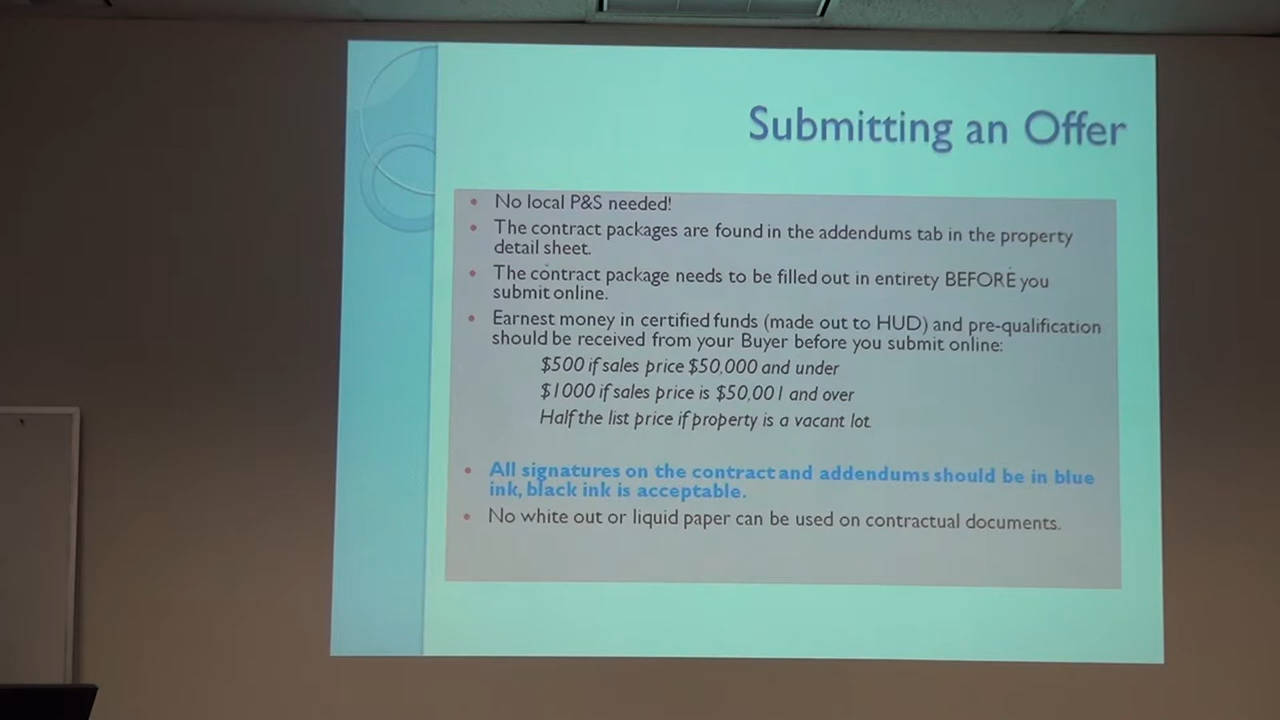 Submitting an Offer
No local P&S needed!
The contract packages are found in the addendums tab in the property
detail sheet.
The contract package needs to be filled out in entirety BEFORE you
submit online.
Earnest money in certified funds (made out to HUD) and pre-qualification
should be received from your Buyer before you submit online:
$500 if sales price $50,000 and under
$1000 if sales price is $50,001 and over
Half the list price if property is a vacant lot.
All signatures on the contract and addendums should be in blue
ink, black ink is acceptable.
No white out or liquid paper can be used on contractual documents.